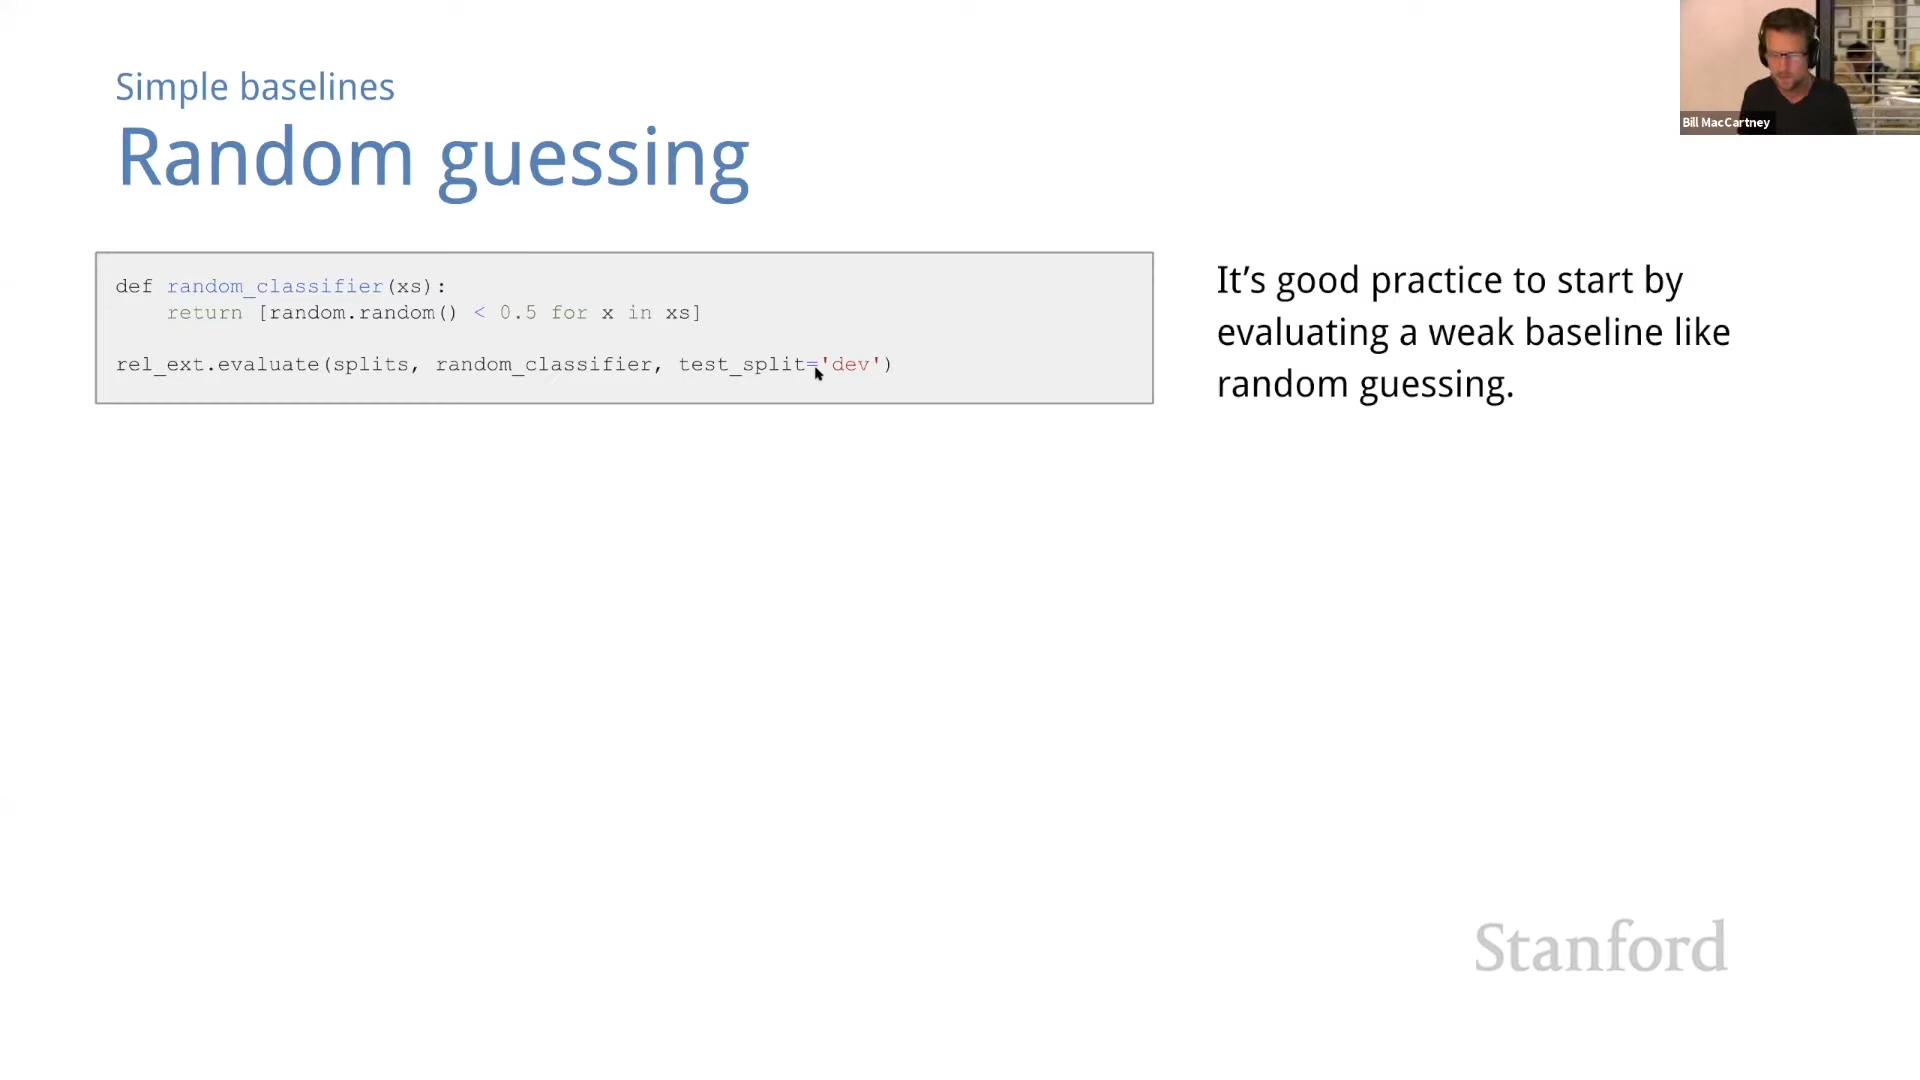 Simple baselines
Random guessing
Bill MacCartney
def random_classifier(xs):
    return [random.random() < 0.5 for x in xs]
rel_ext.evaluate(splits, random_classifier, test_split='dev')
It’s good practice to start by
evaluating a weak baseline like
random guessing.
Stanford